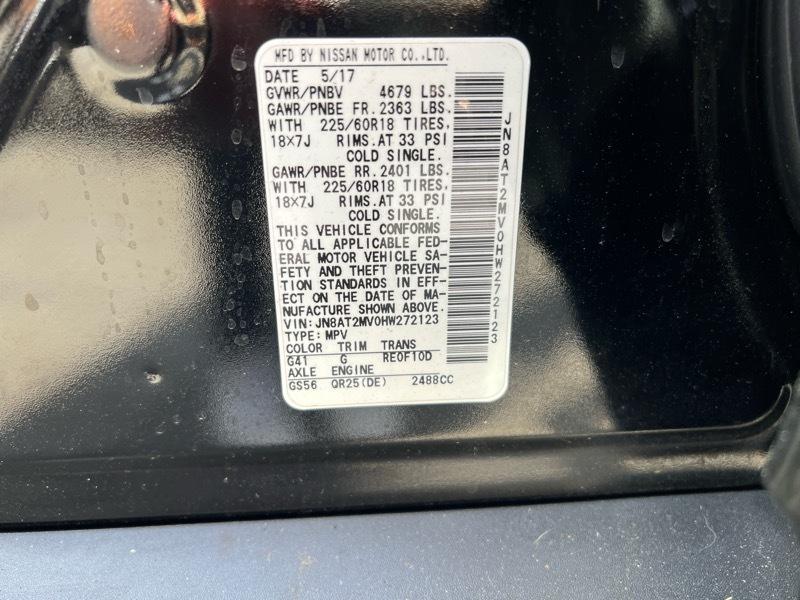 MFD BY NISSAN MOTOR CO.,LTD.
DATE 5/17
GVWR/PNBV 4679 LBS.
GAWR/PNBE FR. 2363 LBS.
WITH 225/60R18 TIRES,
18X7J RIMS.AT 33 PSI
COLD SINGLE.
GAWR/PNBE RR. 2401 LBS.
WITH 225/60R18 TIRES,
18X7J RIMS.AT 33 PSI
COLD SINGLE.
THIS VEHICLE CONFORMS
TO ALL APPLICABLE FED-
ERAL MOTOR VEHICLE SA-
FETY AND THEFT PREVEN-
TION STANDARDS IN EFF-
ECT ON THE DATE OF MA-
NUFACTURE SHOWN ABOVE.
VIN:JN8AT2MV0HW272123
TYPE:MPV
COLOR TRIM TRANS
G41 G RE0F10D
AXLE ENGINE
GS56 QR25(DE) 2488CC
JN8AT2MV0HW272123